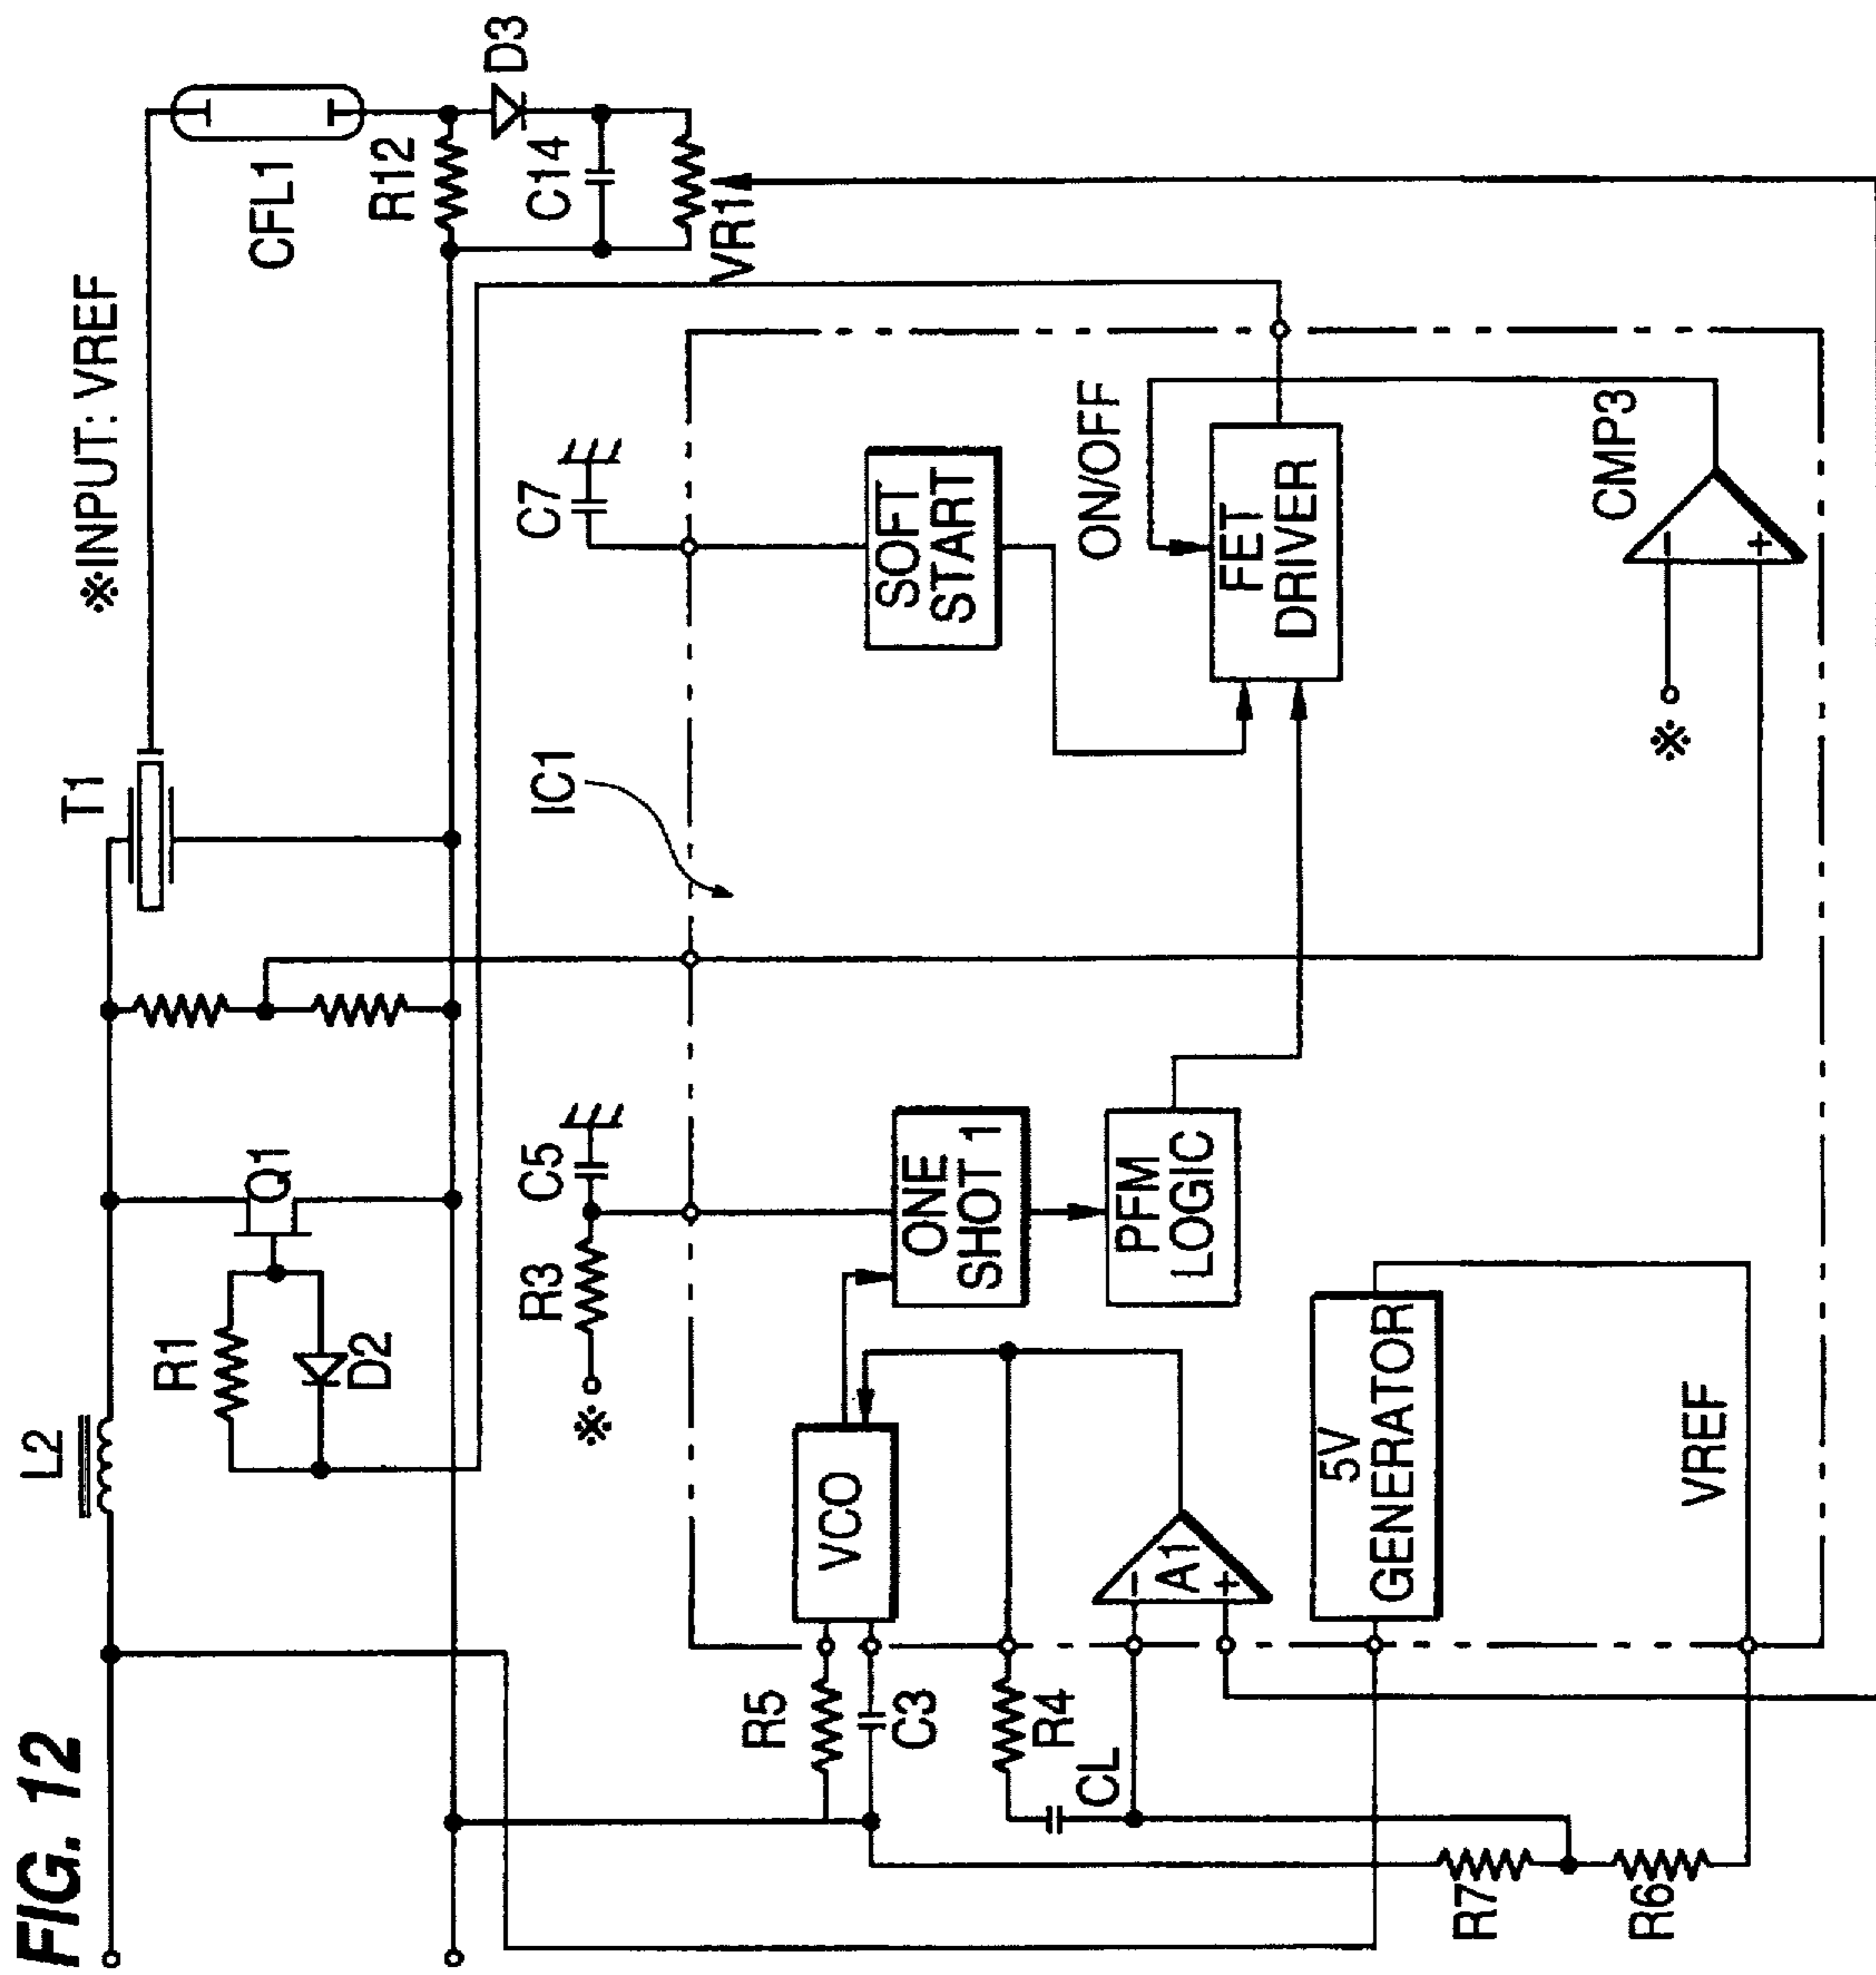 FIG. 12
※INPUT: VREF
L2
T1
CFL1
R1
D2
Q1
R12
D3
C14
VR1
R3
C5
C7
※
IC1
R5
C3
VCO
ONE
SHOT 1
SOFT
START
R4
CL
A1
−
+
PFM
LOGIC
ON/OFF
FET
DRIVER
5V
GENERATOR
CMP3
−
+
※
R7
R6
VREF